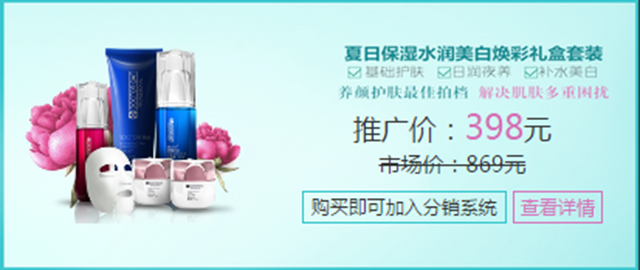 夏日保湿水润美白焕彩礼盒套装
基础护肤 日润夜养 补水美白
养颜护肤最佳拍档 解决肌肤多重困扰
推广价：398元
市场价：869元
购买即可加入分销系统 查看详情